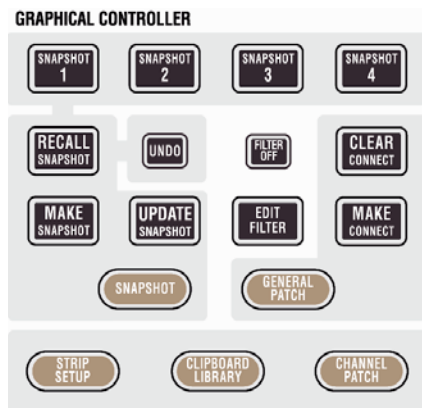 GRAPHICAL CONTROLLER
SNAPSHOT
1
SNAPSHOT
2
SNAPSHOT
3
SNAPSHOT
4
RECALL
SNAPSHOT
UNDO
FILTER
OFF
CLEAR
CONNECT
MAKE
SNAPSHOT
UPDATE
SNAPSHOT
EDIT
FILTER
MAKE
CONNECT
SNAPSHOT
GENERAL
PATCH
STRIP
SETUP
CLIPBOARD
LIBRARY
CHANNEL
PATCH